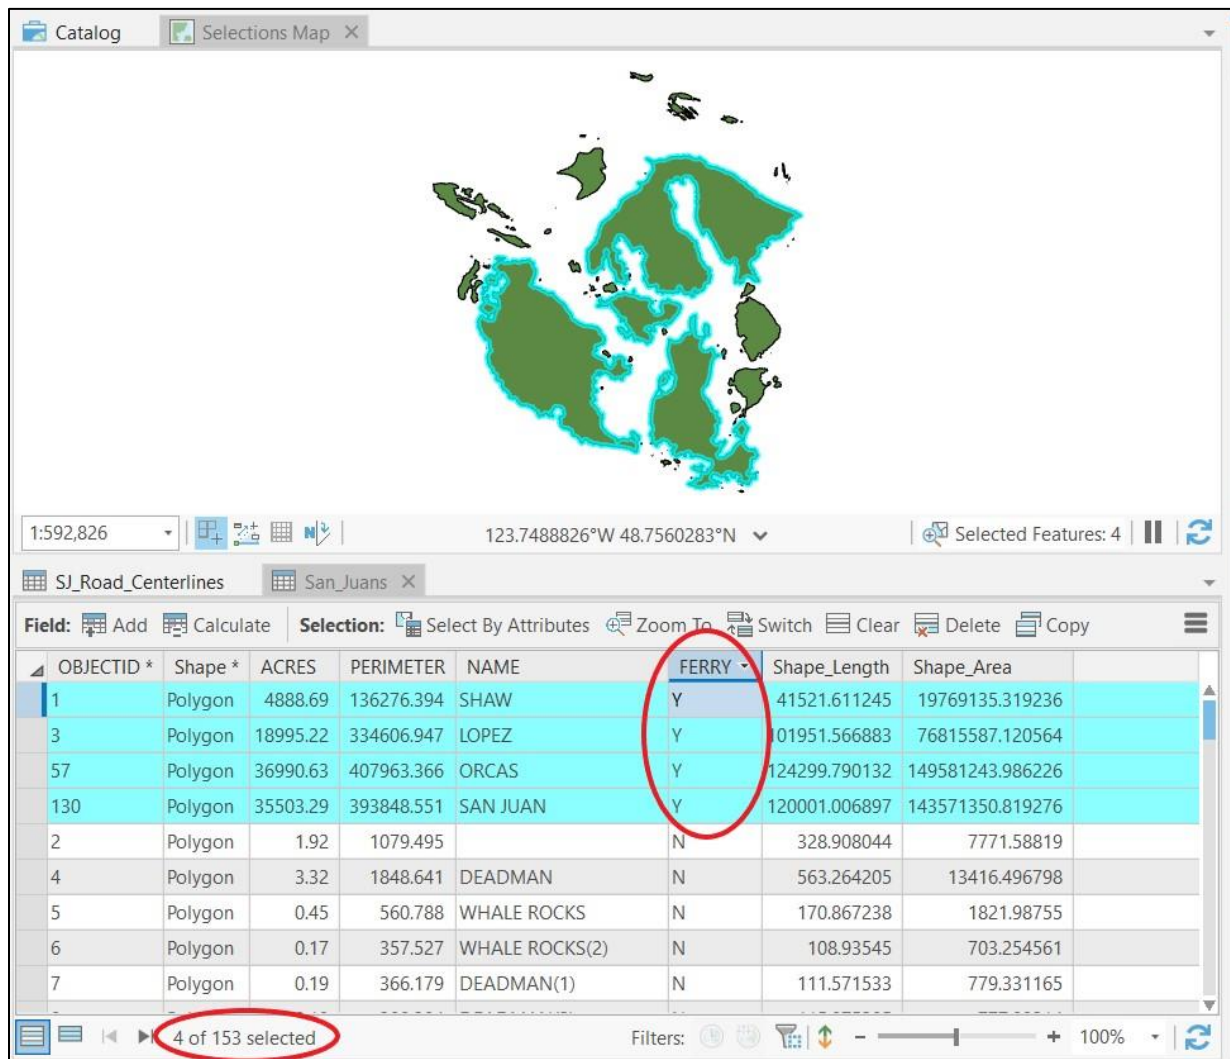 Catalog Selections Map
1:592,826 123.7488826°W 48.7560283°N Selected Features: 4
SJ_Road_Centerlines San_Juans
Field: Add Calculate Selection: Select By Attributes Zoom To Switch Clear Delete Copy
OBJECTID * Shape * ACRES PERIMETER NAME FERRY Shape_Length Shape_Area
1 Polygon 4888.69 136276.394 SHAW Y 41521.611245 19769135.319236
3 Polygon 18995.22 334606.947 LOPEZ Y 101951.566883 76815587.120564
57 Polygon 36990.63 407963.366 ORCAS Y 124299.790132 149581243.986226
130 Polygon 35503.29 393848.551 SAN JUAN Y 120001.006897 143571350.819276
2 Polygon 1.92 1079.495 N 328.908044 7771.58819
4 Polygon 3.32 1848.641 DEADMAN N 563.264205 13416.496798
5 Polygon 0.45 560.788 WHALE ROCKS N 170.867238 1821.98755
6 Polygon 0.17 357.527 WHALE ROCKS(2) N 108.93545 703.254561
7 Polygon 0.19 366.179 DEADMAN(1) N 111.571533 779.331165
4 of 153 selected Filters: - + 100%